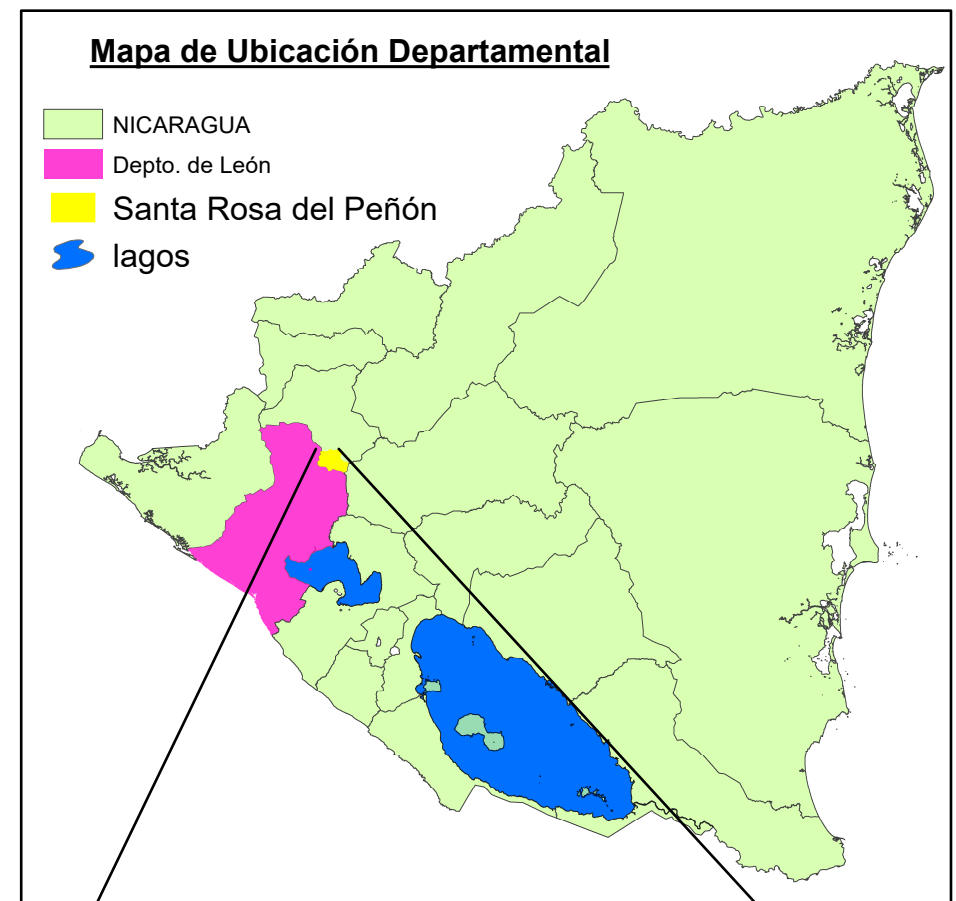 Mapa de Ubicación Departamental
NICARAGUA
Depto. de León
Santa Rosa del Peñón
lagos